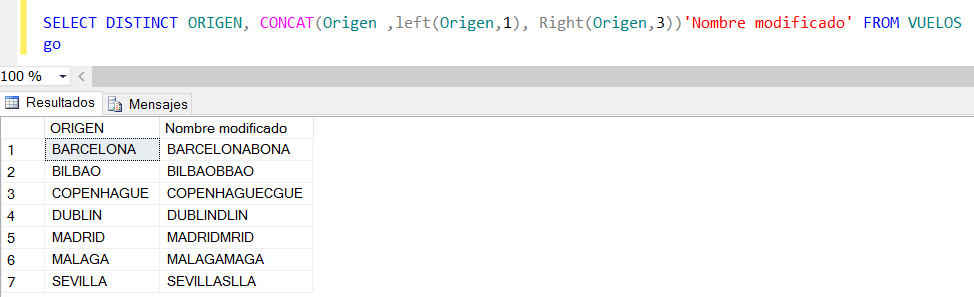 SELECT DISTINCT ORIGEN, CONCAT(Origen ,left(Origen,1), Right(Origen,3))'Nombre modificado' FROM VUELOS
go
100 %
Resultados Mensajes
ORIGEN Nombre modificado
1 BARCELONA BARCELONABONA
2 BILBAO BILBAOBBAO
3 COPENHAGUE COPENHAGUECGUE
4 DUBLIN DUBLINDLIN
5 MADRID MADRIDMRID
6 MALAGA MALAGAMAGA
7 SEVILLA SEVILLASLLA